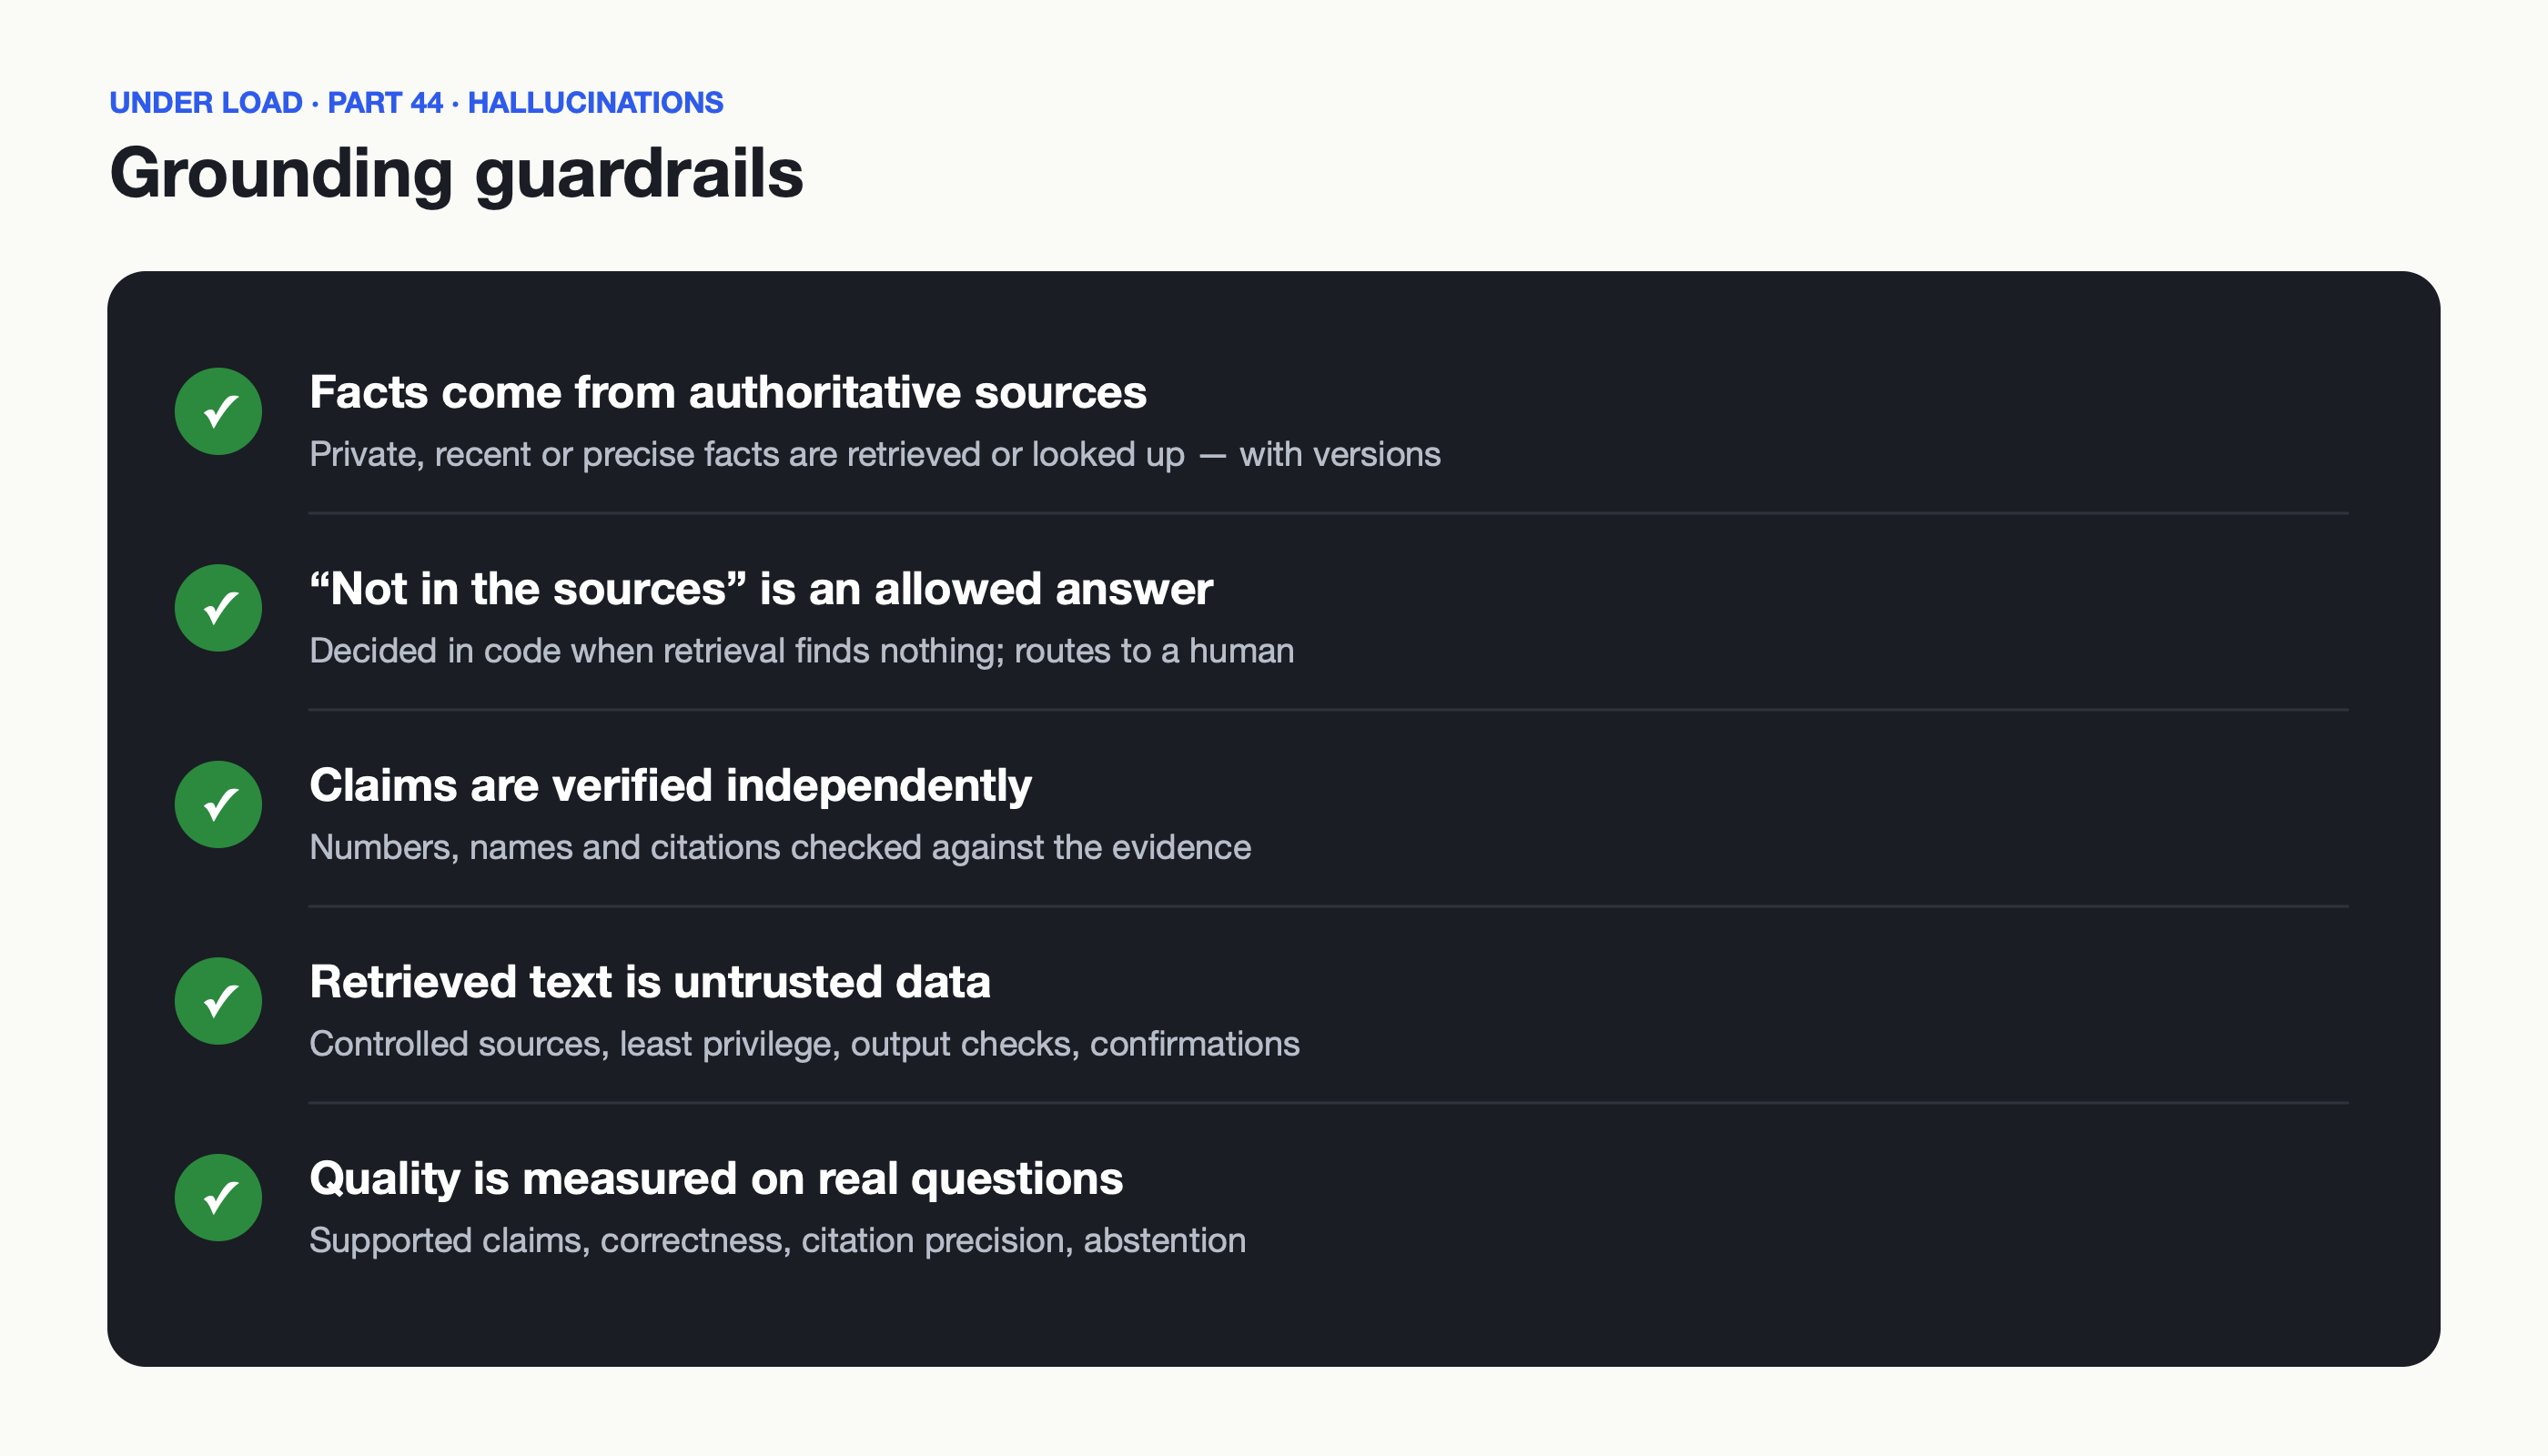 UNDER LOAD · PART 44 · HALLUCINATIONS
Grounding guardrails
Facts come from authoritative sources
Private, recent or precise facts are retrieved or looked up — with versions
“Not in the sources” is an allowed answer
Decided in code when retrieval finds nothing; routes to a human
Claims are verified independently
Numbers, names and citations checked against the evidence
Retrieved text is untrusted data
Controlled sources, least privilege, output checks, confirmations
Quality is measured on real questions
Supported claims, correctness, citation precision, abstention